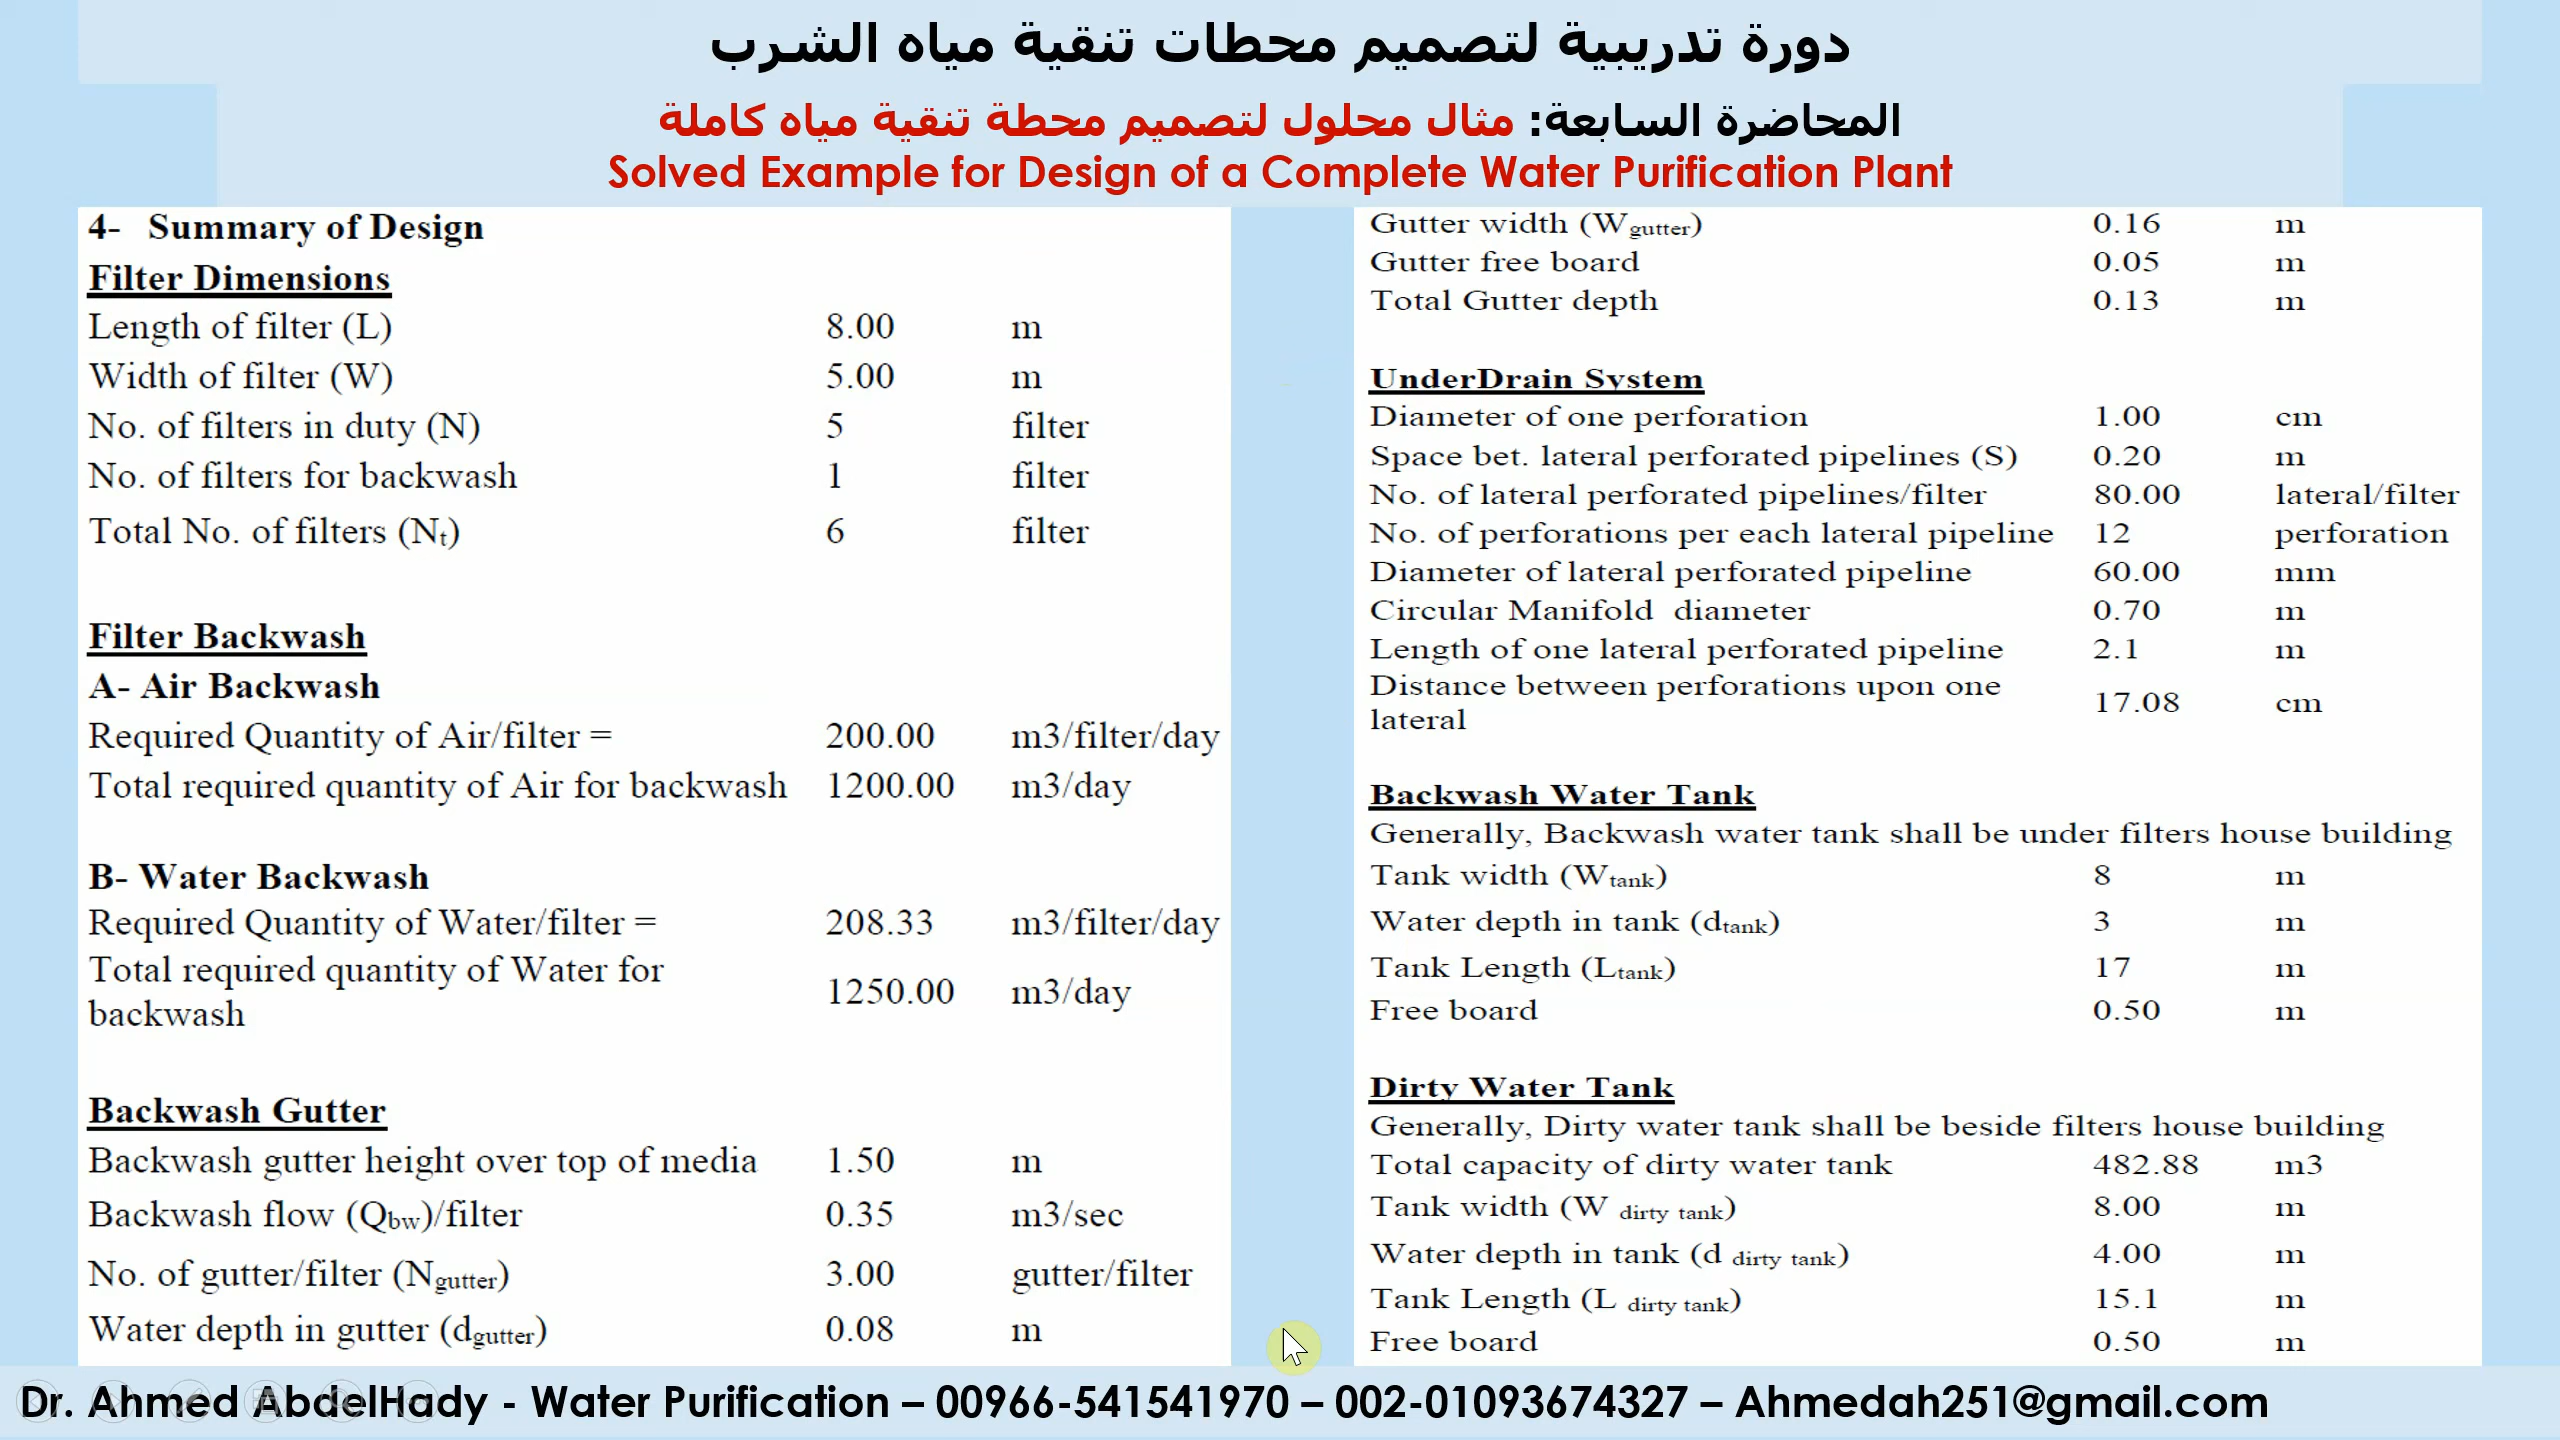 دورة تدريبية لتصميم محطات تنقية مياه الشرب
المحاضرة السابعة: مثال محلول لتصميم محطة تنقية مياه كاملة
Solved Example for Design of a Complete Water Purification Plant
4- Summary of Design
Filter Dimensions
Length of filter (L) 8.00 m
Width of filter (W) 5.00 m
No. of filters in duty (N) 5 filter
No. of filters for backwash 1 filter
Total No. of filters (Nt) 6 filter
Filter Backwash
A- Air Backwash
Required Quantity of Air/filter = 200.00 m3/filter/day
Total required quantity of Air for backwash 1200.00 m3/day
B- Water Backwash
Required Quantity of Water/filter = 208.33 m3/filter/day
Total required quantity of Water for
backwash 1250.00 m3/day
Backwash Gutter
Backwash gutter height over top of media 1.50 m
Backwash flow (Qbw)/filter 0.35 m3/sec
No. of gutter/filter (Ngutter) 3.00 gutter/filter
Water depth in gutter (dgutter) 0.08 m
Gutter width (Wgutter) 0.16 m
Gutter free board 0.05 m
Total Gutter depth 0.13 m
UnderDrain System
Diameter of one perforation 1.00 cm
Space bet. lateral perforated pipelines (S) 0.20 m
No. of lateral perforated pipelines/filter 80.00 lateral/filter
No. of perforations per each lateral pipeline 12 perforation
Diameter of lateral perforated pipeline 60.00 mm
Circular Manifold diameter 0.70 m
Length of one lateral perforated pipeline 2.1 m
Distance between perforations upon one
lateral 17.08 cm
Backwash Water Tank
Generally, Backwash water tank shall be under filters house building
Tank width (Wtank) 8 m
Water depth in tank (dtank) 3 m
Tank Length (Ltank) 17 m
Free board 0.50 m
Dirty Water Tank
Generally, Dirty water tank shall be beside filters house building
Total capacity of dirty water tank 482.88 m3
Tank width (W dirty tank) 8.00 m
Water depth in tank (d dirty tank) 4.00 m
Tank Length (L dirty tank) 15.1 m
Free board 0.50 m
Dr. Ahmed AbdelHady - Water Purification – 00966-541541970 – 002-01093674327 – Ahmedah251@gmail.com